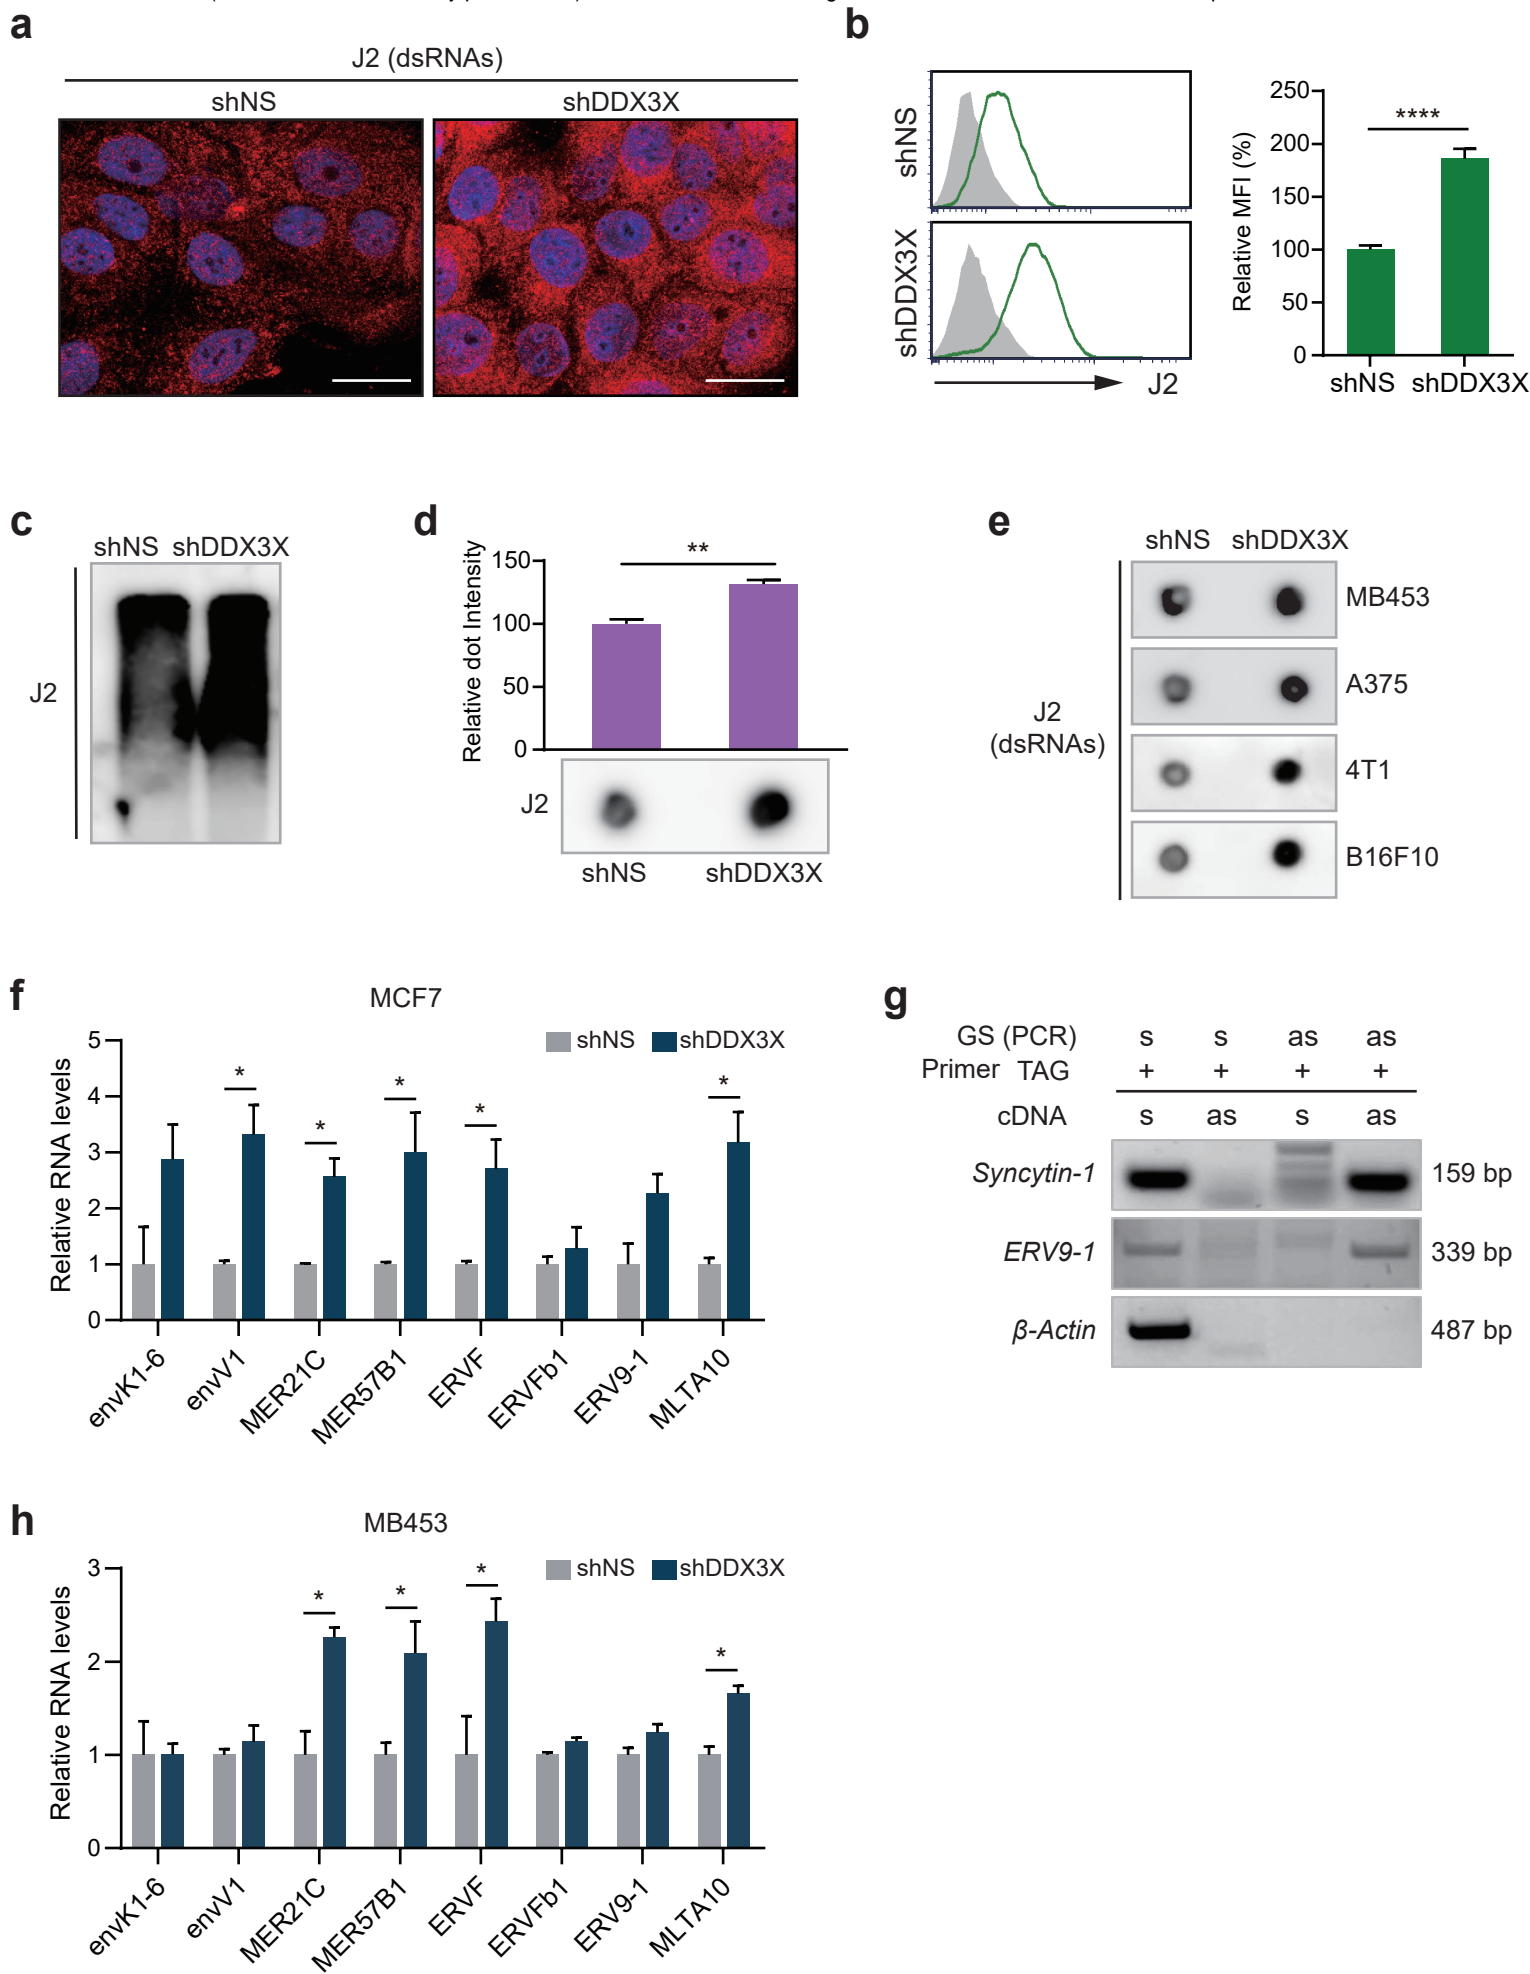 a
J2 (dsRNAs)
shNS
shDDX3X
b
shNS
shDDX3X
J2
Relative MFI (%)
250
200
150
100
50
0
****
shNS
shDDX3X
c
shNS shDDX3X
J2
d
Relative dot Intensity
150
100
50
0
**
J2
shNS
shDDX3X
e
shNS shDDX3X
J2
(dsRNAs)
MB453
A375
4T1
B16F10
f
MCF7
shNS shDDX3X
Relative RNA levels
5
4
3
2
1
0
* * * * *
envK1-6
envV1
MER21C
MER57B1
ERVF
ERVFb1
ERV9-1
MLTA10
g
GS (PCR) s s as as
Primer TAG + + + +
cDNA s as s as
Syncytin-1 159 bp
ERV9-1 339 bp
β-Actin 487 bp
h
MB453
shNS shDDX3X
Relative RNA levels
3
2
1
0
* * * *
envK1-6
envV1
MER21C
MER57B1
ERVF
ERVFb1
ERV9-1
MLTA10